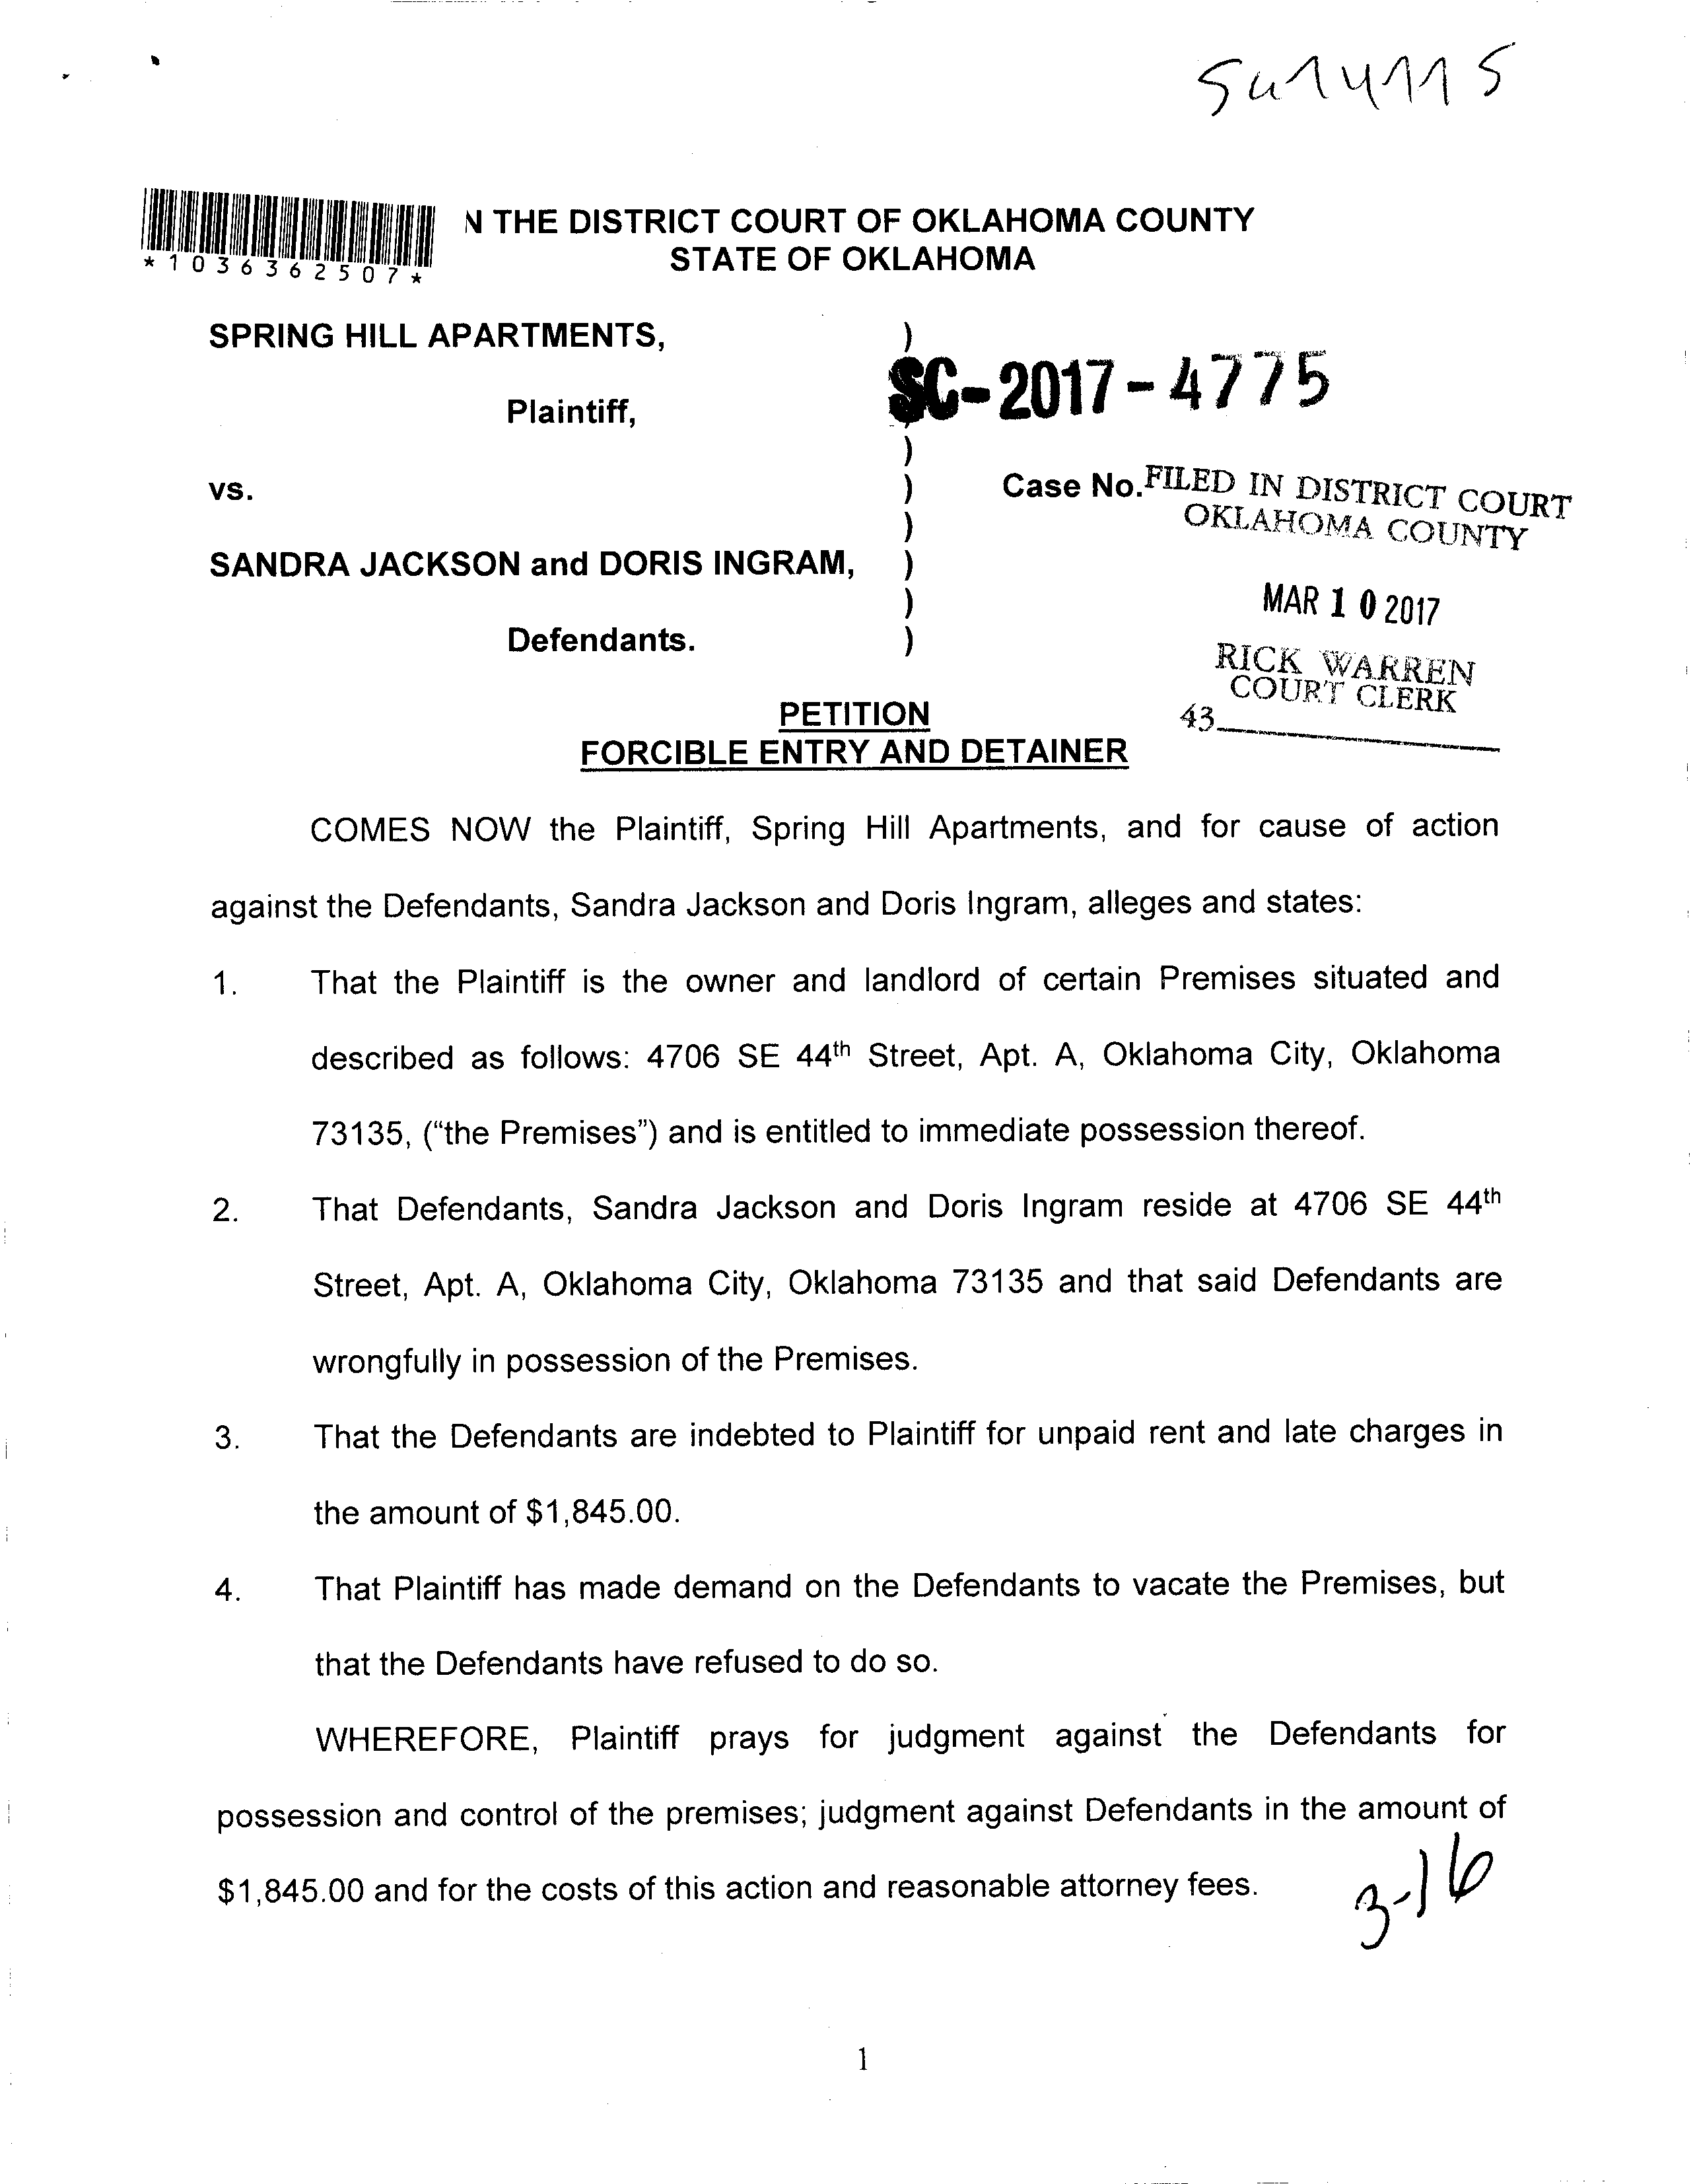 *1036362507*
N THE DISTRICT COURT OF OKLAHOMA COUNTY
STATE OF OKLAHOMA
SPRING HILL APARTMENTS, )
SC-2017-4775
Plaintiff, )
)
vs. ) Case No. FILED IN DISTRICT COURT
) OKLAHOMA COUNTY
SANDRA JACKSON and DORIS INGRAM, )
) MAR 10 2017
Defendants. )
RICK WARREN
COURT CLERK
PETITION
43
FORCIBLE ENTRY AND DETAINER
COMES NOW the Plaintiff, Spring Hill Apartments, and for cause of action
against the Defendants, Sandra Jackson and Doris Ingram, alleges and states:
1. That the Plaintiff is the owner and landlord of certain Premises situated and
described as follows: 4706 SE 44th Street, Apt. A, Oklahoma City, Oklahoma
73135, (“the Premises”) and is entitled to immediate possession thereof.
2. That Defendants, Sandra Jackson and Doris Ingram reside at 4706 SE 44th
Street, Apt. A, Oklahoma City, Oklahoma 73135 and that said Defendants are
wrongfully in possession of the Premises.
3. That the Defendants are indebted to Plaintiff for unpaid rent and late charges in
the amount of $1,845.00.
4. That Plaintiff has made demand on the Defendants to vacate the Premises, but
that the Defendants have refused to do so.
WHEREFORE, Plaintiff prays for judgment against the Defendants for
possession and control of the premises; judgment against Defendants in the amount of
$1,845.00 and for the costs of this action and reasonable attorney fees.
3-16
1